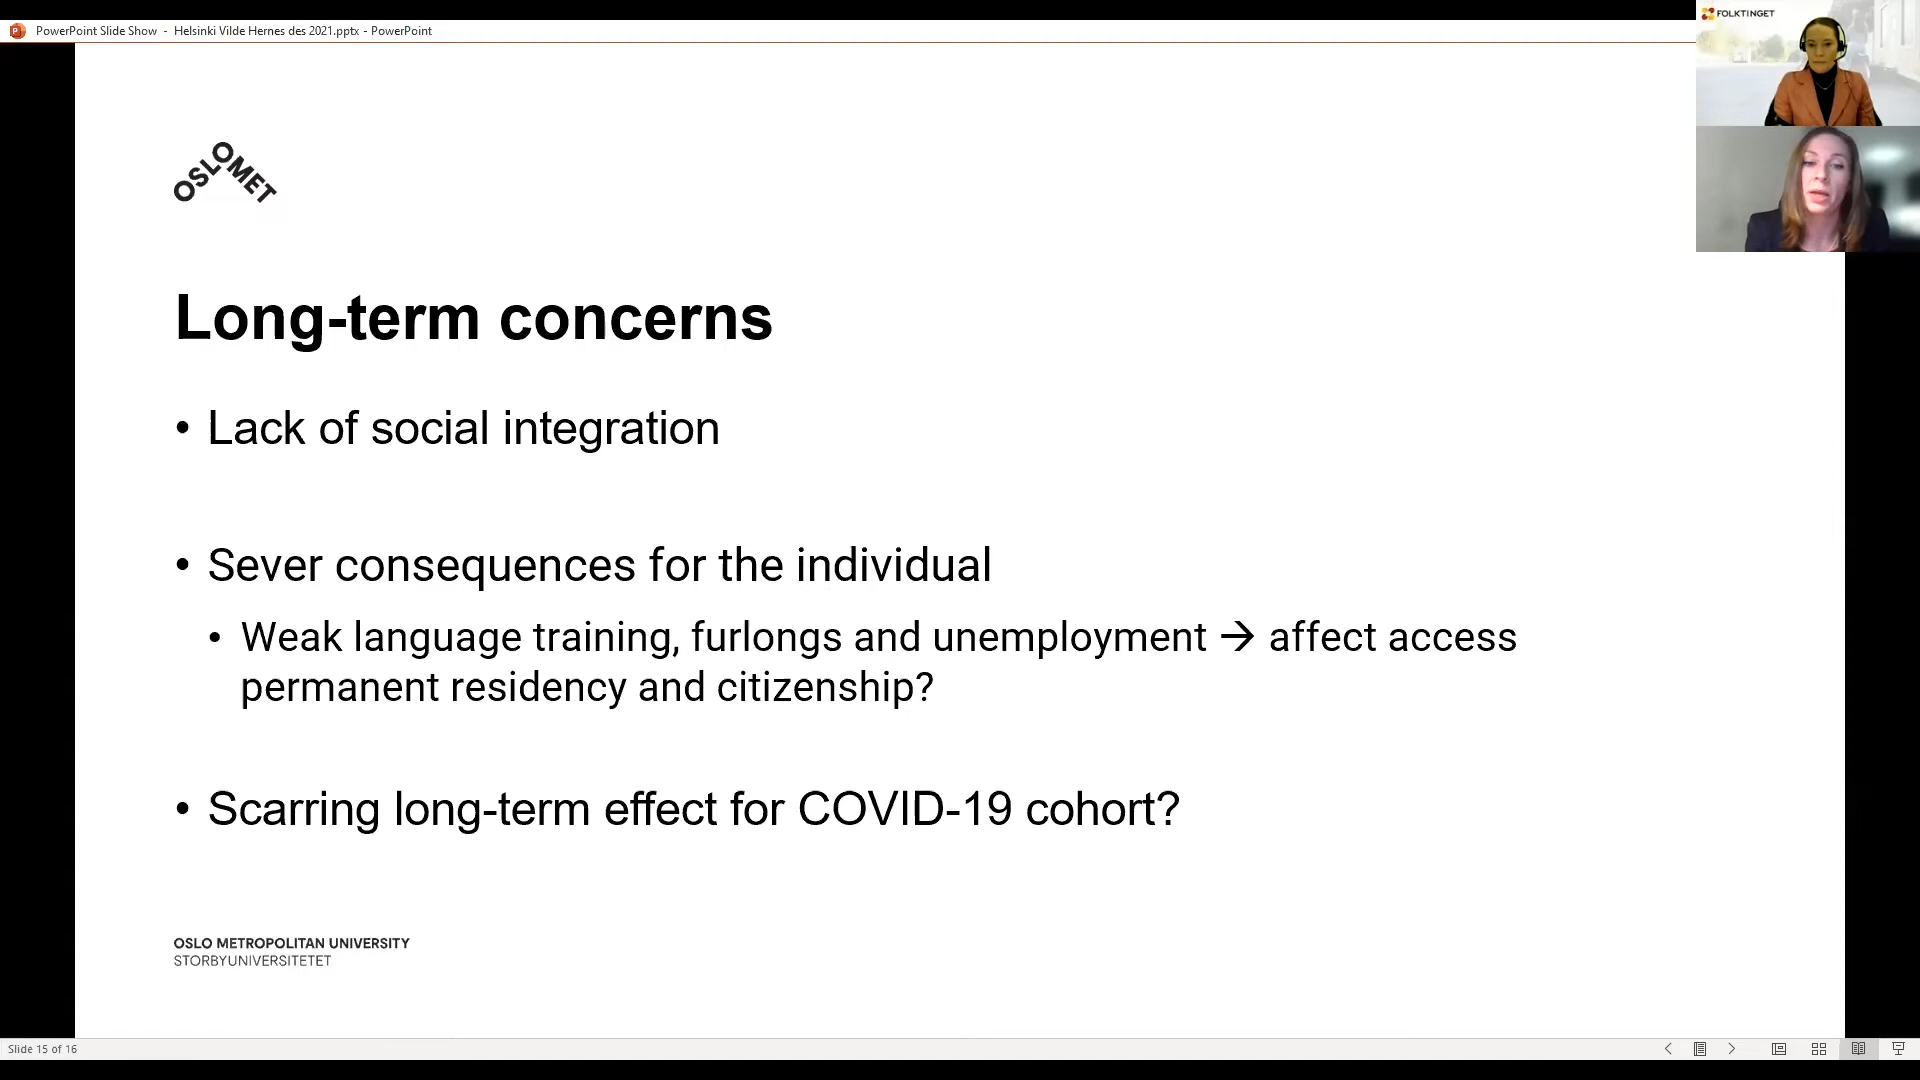 PowerPoint Slide Show - Helsinki Vilde Hernes des 2021.pptx - PowerPoint
FOLKTINGET
OSLOMET
Long-term concerns
• Lack of social integration
• Sever consequences for the individual
• Weak language training, furlongs and unemployment → affect access
permanent residency and citizenship?
• Scarring long-term effect for COVID-19 cohort?
OSLO METROPOLITAN UNIVERSITY
STORBYUNIVERSITETET
Slide 15 of 16